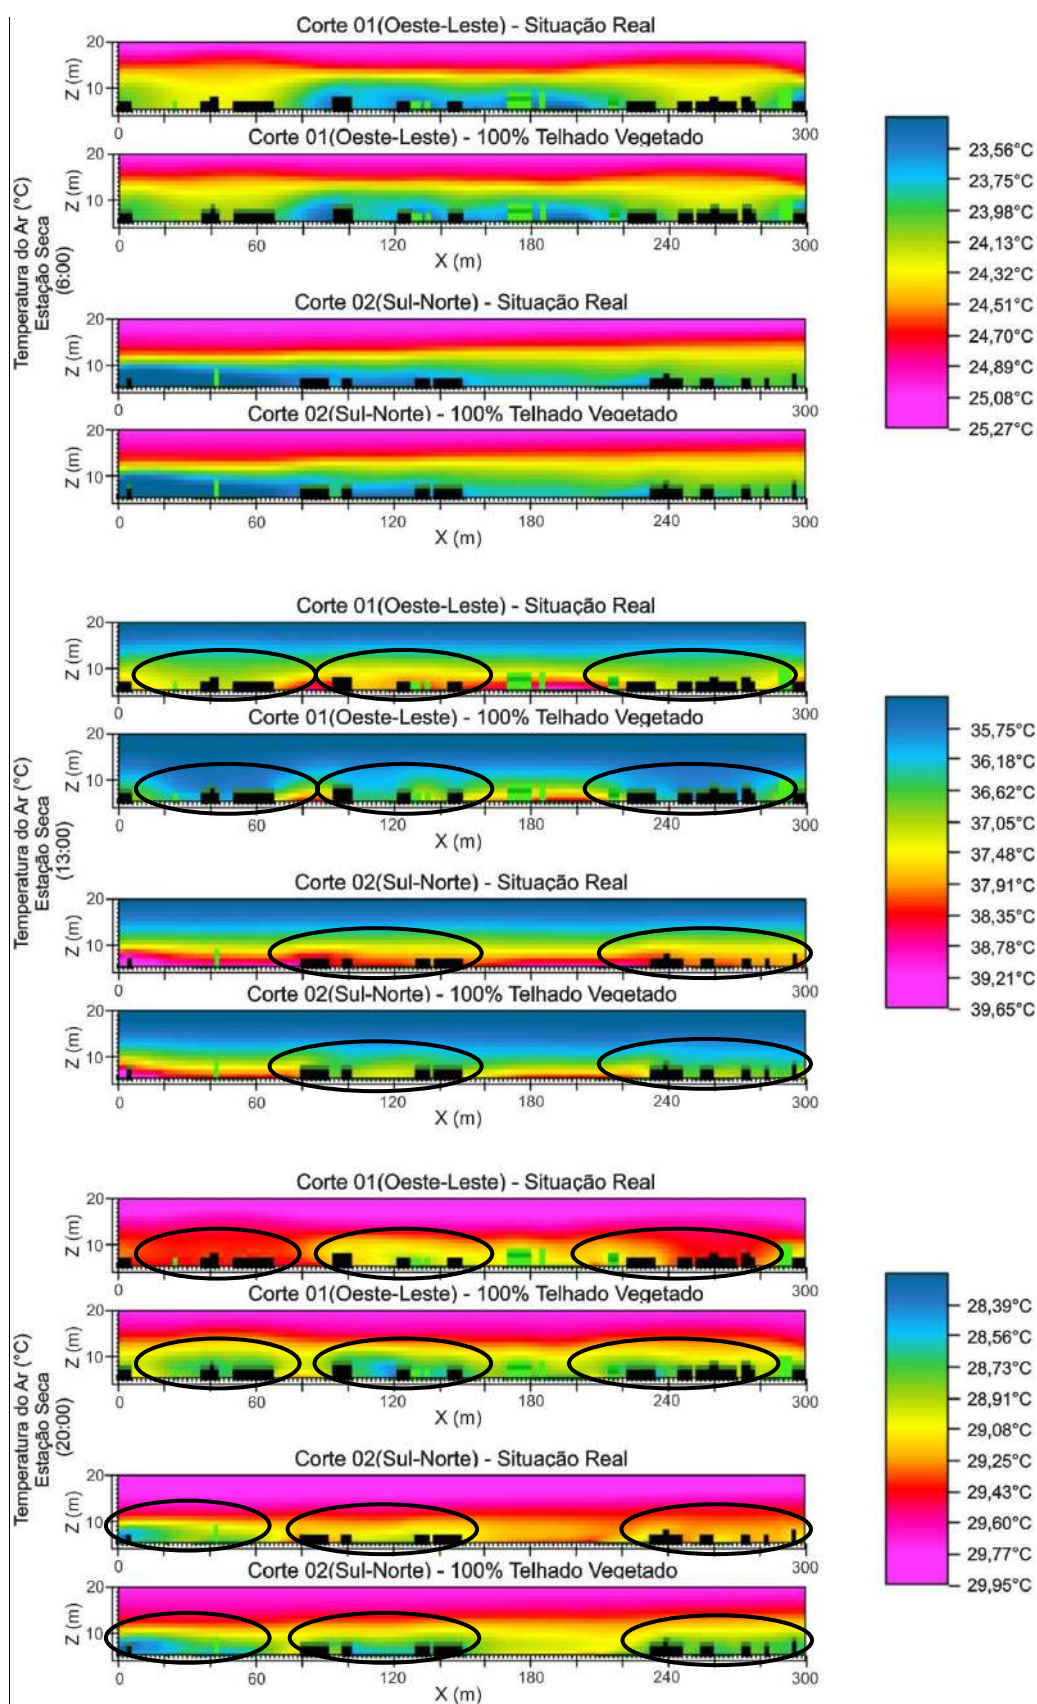 Corte 01(Oeste-Leste) - Situação Real
20
10
Z (m)
0
300
Corte 01(Oeste-Leste) - 100% Telhado Vegetado
20
10
Z (m)
0 60 120 180 240 300
X (m)
Temperatura do Ar (°C)
Estação Seca
(6:00)
Corte 02(Sul-Norte) - Situação Real
20
10
Z (m)
0
300
Corte 02(Sul-Norte) - 100% Telhado Vegetado
20
10
Z (m)
0 60 120 180 240 300
X (m)
23,56°C
23,75°C
23,98°C
24,13°C
24,32°C
24,51°C
24,70°C
24,89°C
25,08°C
25,27°C
Corte 01(Oeste-Leste) - Situação Real
20
10
Z (m)
0
300
Corte 01(Oeste-Leste) - 100% Telhado Vegetado
20
10
Z (m)
0 60 120 180 240 300
X (m)
Temperatura do Ar (°C)
Estação Seca
(13:00)
Corte 02(Sul-Norte) - Situação Real
20
10
Z (m)
0
300
Corte 02(Sul-Norte) - 100% Telhado Vegetado
20
10
Z (m)
0 60 120 180 240 300
X (m)
35,75°C
36,18°C
36,62°C
37,05°C
37,48°C
37,91°C
38,35°C
38,78°C
39,21°C
39,65°C
Corte 01(Oeste-Leste) - Situação Real
20
10
Z (m)
0
300
Corte 01(Oeste-Leste) - 100% Telhado Vegetado
20
10
Z (m)
0 60 120 180 240 300
X (m)
Temperatura do Ar (°C)
Estação Seca
(20:00)
Corte 02(Sul-Norte) - Situação Real
20
10
Z (m)
0
300
Corte 02(Sul-Norte) - 100% Telhado Vegetado
20
10
Z (m)
0 60 120 180 240 300
X (m)
28,39°C
28,56°C
28,73°C
28,91°C
29,08°C
29,25°C
29,43°C
29,60°C
29,77°C
29,95°C